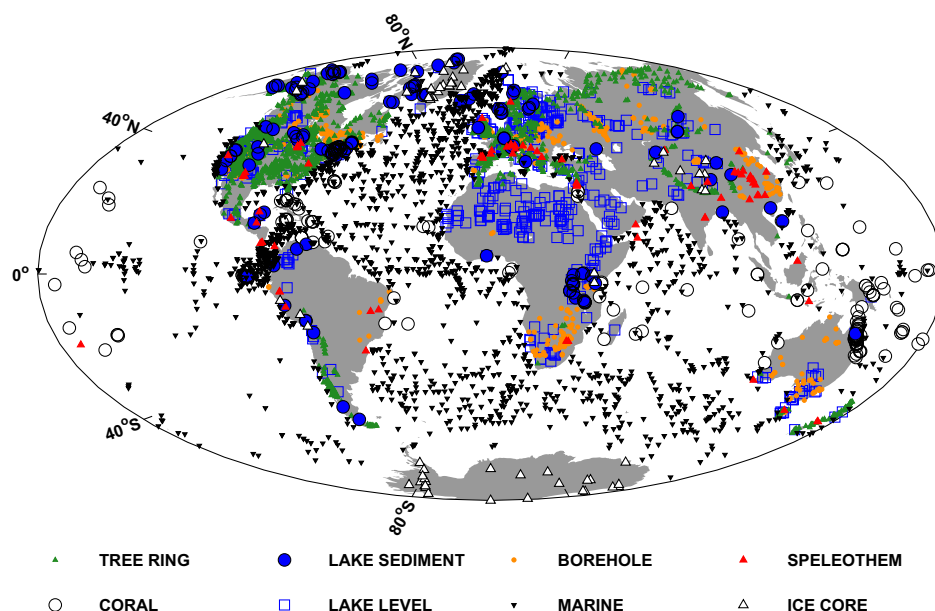 80°N
40°N
0°
40°S
80°S
TREE RING LAKE SEDIMENT BOREHOLE SPELEOTHEM
CORAL LAKE LEVEL MARINE ICE CORE